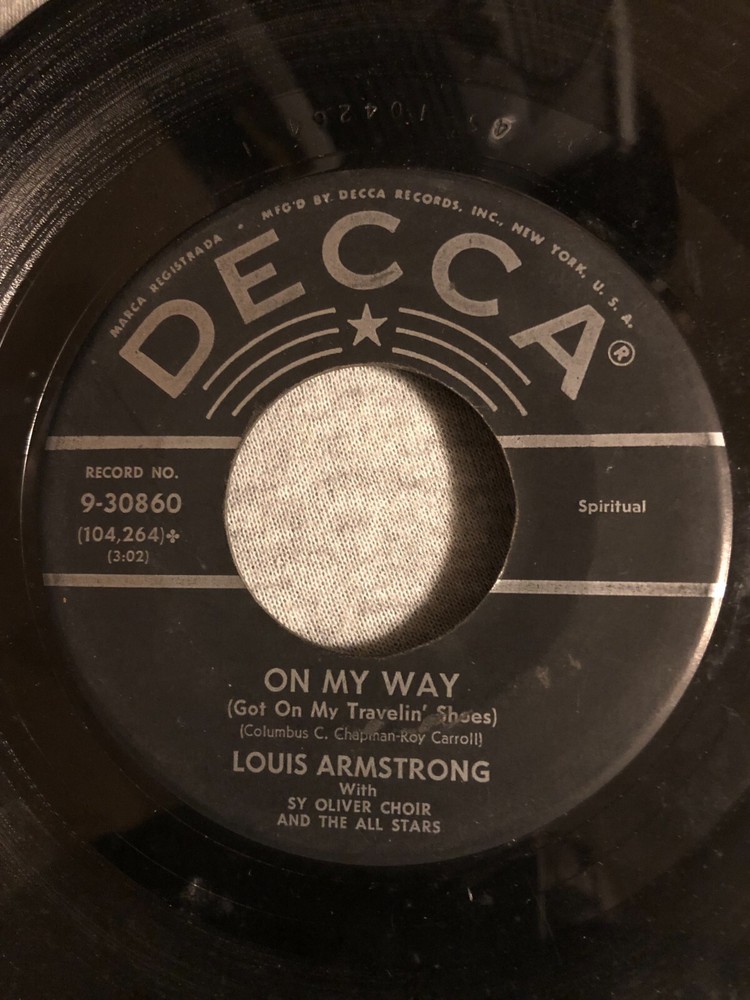 MARCA REGISTRADA • MFG'D BY DECCA RECORDS, INC., NEW YORK, U. S. A.
DECCA®
RECORD NO.
9-30860
(104,264)✤
(3:02)
Spiritual
ON MY WAY
(Got On My Travelin' Shoes)
(Columbus C. Chapman-Roy Carroll)
LOUIS ARMSTRONG
With
SY OLIVER CHOIR
AND THE ALL STARS